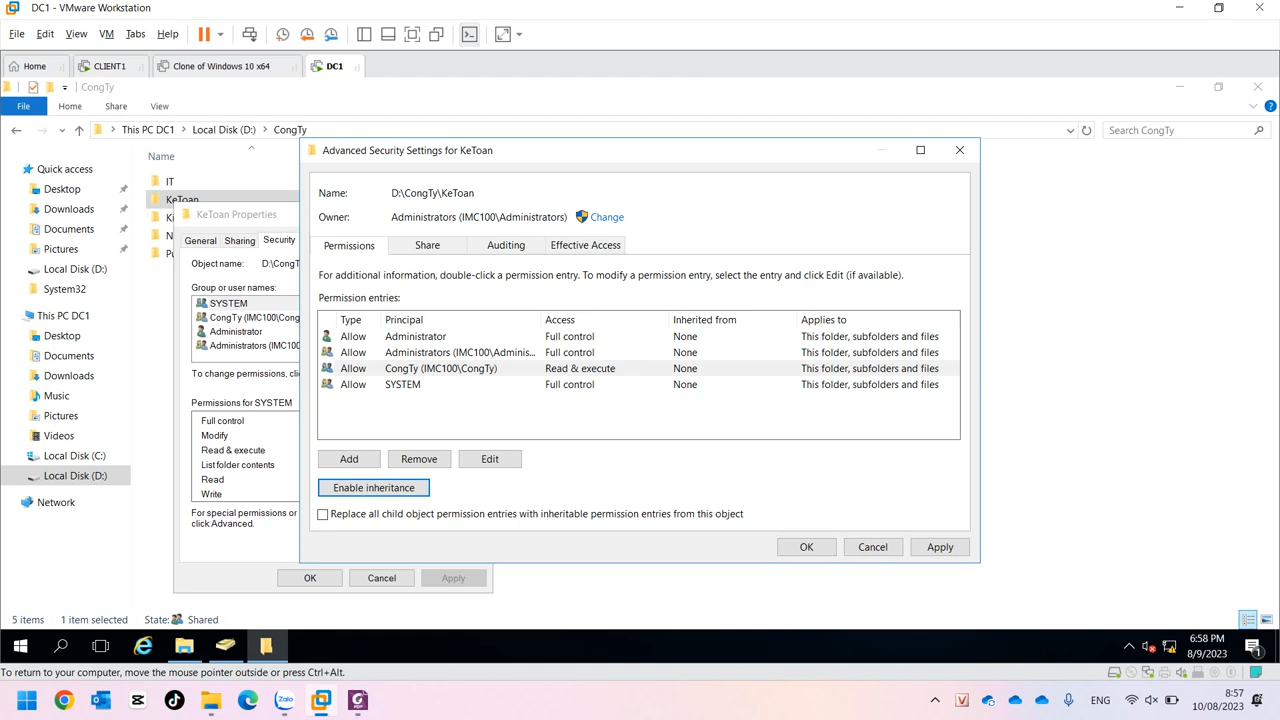 DC1 - VMware Workstation
File Edit View VM Tabs Help
Home CLIENT1 Clone of Windows 10 x64 DC1
CongTy
File Home Share View
This PC DC1 Local Disk (D:) CongTy
Search CongTy
Name
Quick access
Desktop
Downloads
Documents
Pictures
Local Disk (D:)
System32
This PC DC1
Desktop
Documents
Downloads
Music
Pictures
Videos
Local Disk (C:)
Local Disk (D:)
Network
IT
KeToan
KeToan Properties
General Sharing Security
Object name: D:\CongT
Group or user names:
SYSTEM
CongTy (IMC100\Cong
Administrator
Administrators (IMC100
To change permissions, clic
Permissions for SYSTEM
Full control
Modify
Read & execute
List folder contents
Read
Write
For special permissions or
click Advanced.
OK Cancel Apply
Advanced Security Settings for KeToan
Name: D:\CongTy\KeToan
Owner: Administrators (IMC100\Administrators) Change
Permissions Share Auditing Effective Access
For additional information, double-click a permission entry. To modify a permission entry, select the entry and click Edit (if available).
Permission entries:
Type Principal Access Inherited from Applies to
Allow Administrator Full control None This folder, subfolders and files
Allow Administrators (IMC100\Adminis... Full control None This folder, subfolders and files
Allow CongTy (IMC100\CongTy) Read & execute None This folder, subfolders and files
Allow SYSTEM Full control None This folder, subfolders and files
Add Remove Edit
Enable inheritance
Replace all child object permission entries with inheritable permission entries from this object
OK Cancel Apply
5 items 1 item selected State: Shared
6:58 PM
8/9/2023
1
To return to your computer, move the mouse pointer outside or press Ctrl+Alt.
Zalo
ENG
8:57
10/08/2023